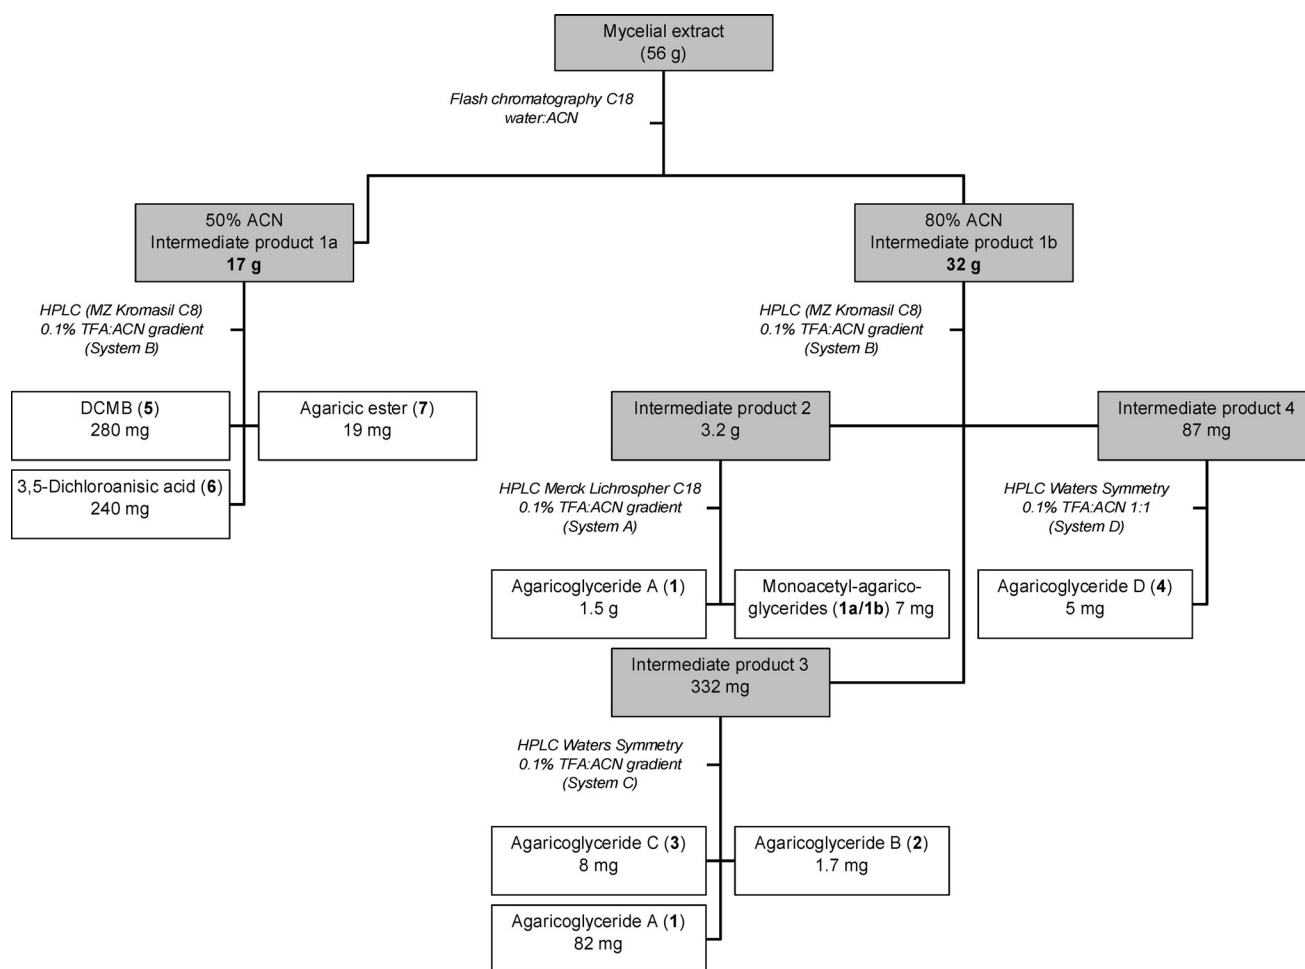 Mycelial extract
(56 g)
Flash chromatography C18
water:ACN
50% ACN
Intermediate product 1a
17 g
80% ACN
Intermediate product 1b
32 g
HPLC (MZ Kromasil C8)
0.1% TFA:ACN gradient
(System B)
HPLC (MZ Kromasil C8)
0.1% TFA:ACN gradient
(System B)
DCMB (5)
280 mg
Agaricic ester (7)
19 mg
Intermediate product 2
3.2 g
Intermediate product 4
87 mg
3,5-Dichloroanisic acid (6)
240 mg
HPLC Merck Lichrospher C18
0.1% TFA:ACN gradient
(System A)
HPLC Waters Symmetry
0.1% TFA:ACN 1:1
(System D)
Agaricoglyceride A (1)
1.5 g
Monoacetyl-agarico-
glycerides (1a/1b) 7 mg
Agaricoglyceride D (4)
5 mg
Intermediate product 3
332 mg
HPLC Waters Symmetry
0.1% TFA:ACN gradient
(System C)
Agaricoglyceride C (3)
8 mg
Agaricoglyceride B (2)
1.7 mg
Agaricoglyceride A (1)
82 mg